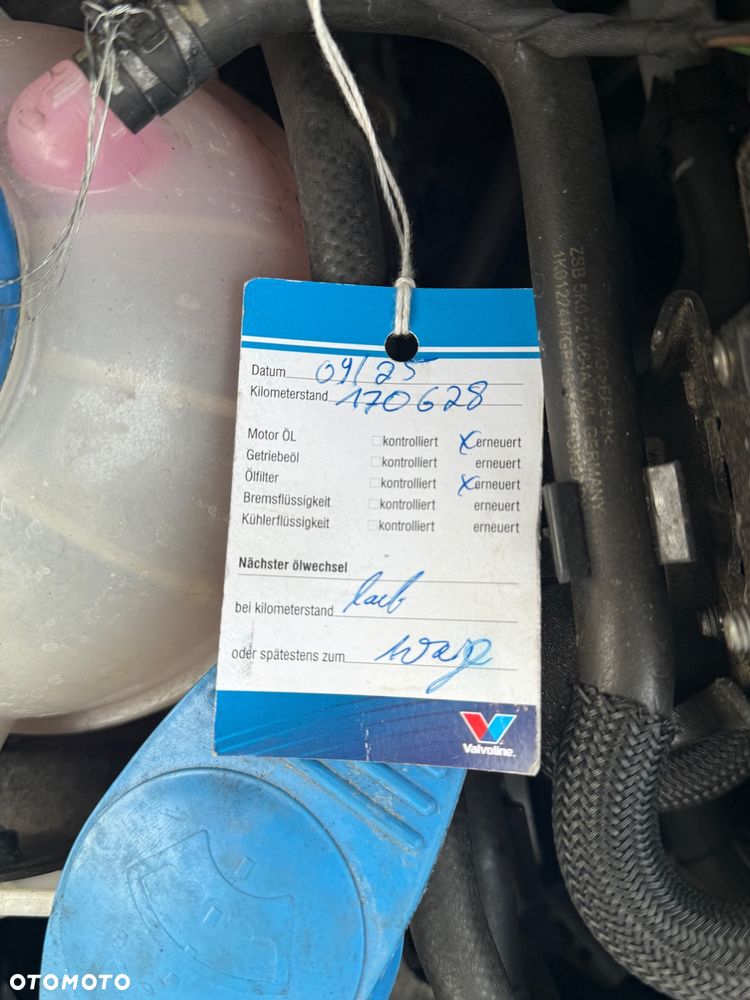 Datum 09/25
Kilometerstand 170628
Motor ÖL kontrolliert X erneuert
Getriebeöl kontrolliert erneuert
Ölfilter kontrolliert X erneuert
Bremsflüssigkeit kontrolliert erneuert
Kühlerflüssigkeit kontrolliert erneuert
Nächster ölwechsel
bei kilometerstand
oder spätestens zum
Valvoline
GERMANY
OTOMOTO